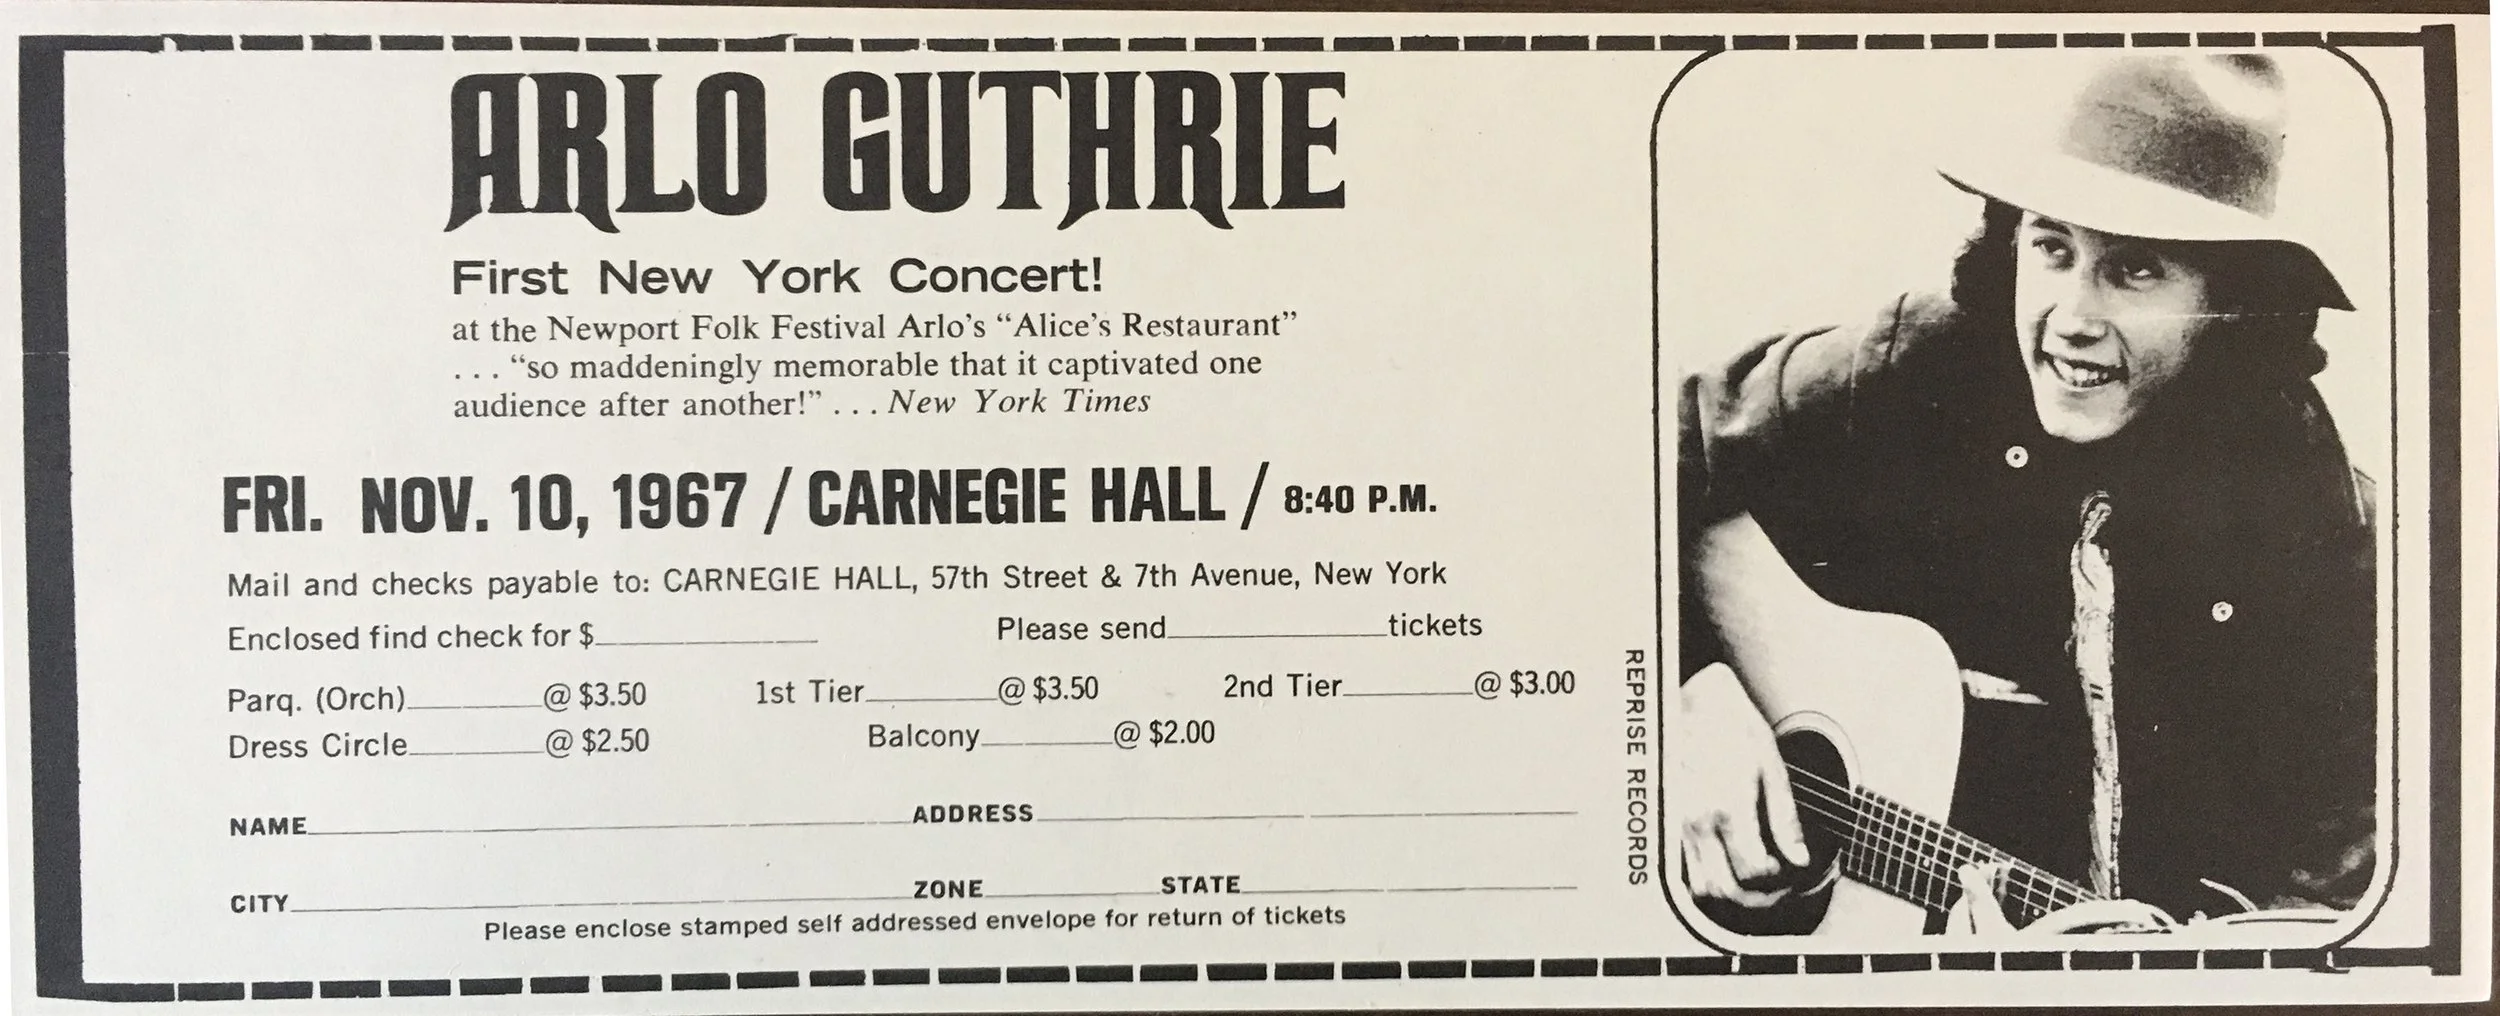 ARLO GUTHRIE
First New York Concert!
at the Newport Folk Festival Arlo's "Alice's Restaurant"
... "so maddeningly memorable that it captivated one
audience after another!" ... New York Times
FRI. NOV. 10, 1967 / CARNEGIE HALL / 8:40 P.M.
Mail and checks payable to: CARNEGIE HALL, 57th Street & 7th Avenue, New York
Enclosed find check for $ Please send tickets
Parq. (Orch) @ $3.50 1st Tier @ $3.50 2nd Tier @ $3.00
Dress Circle @ $2.50 Balcony @ $2.00
NAME ADDRESS
CITY ZONE STATE
Please enclose stamped self addressed envelope for return of tickets
REPRISE RECORDS